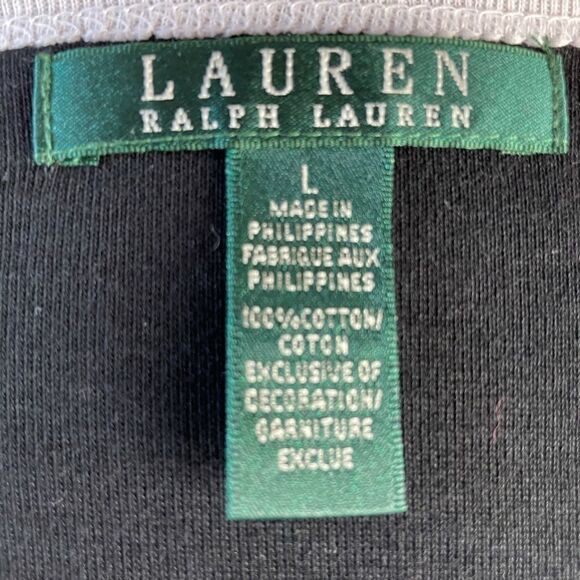 LAUREN
RALPH LAUREN
L
MADE IN
PHILIPPINES
FABRIQUE AUX
PHILIPPINES
100%COTTON/
COTON
EXCLUSIVE OF
DECORATION/
GARNITURE
EXCLUE